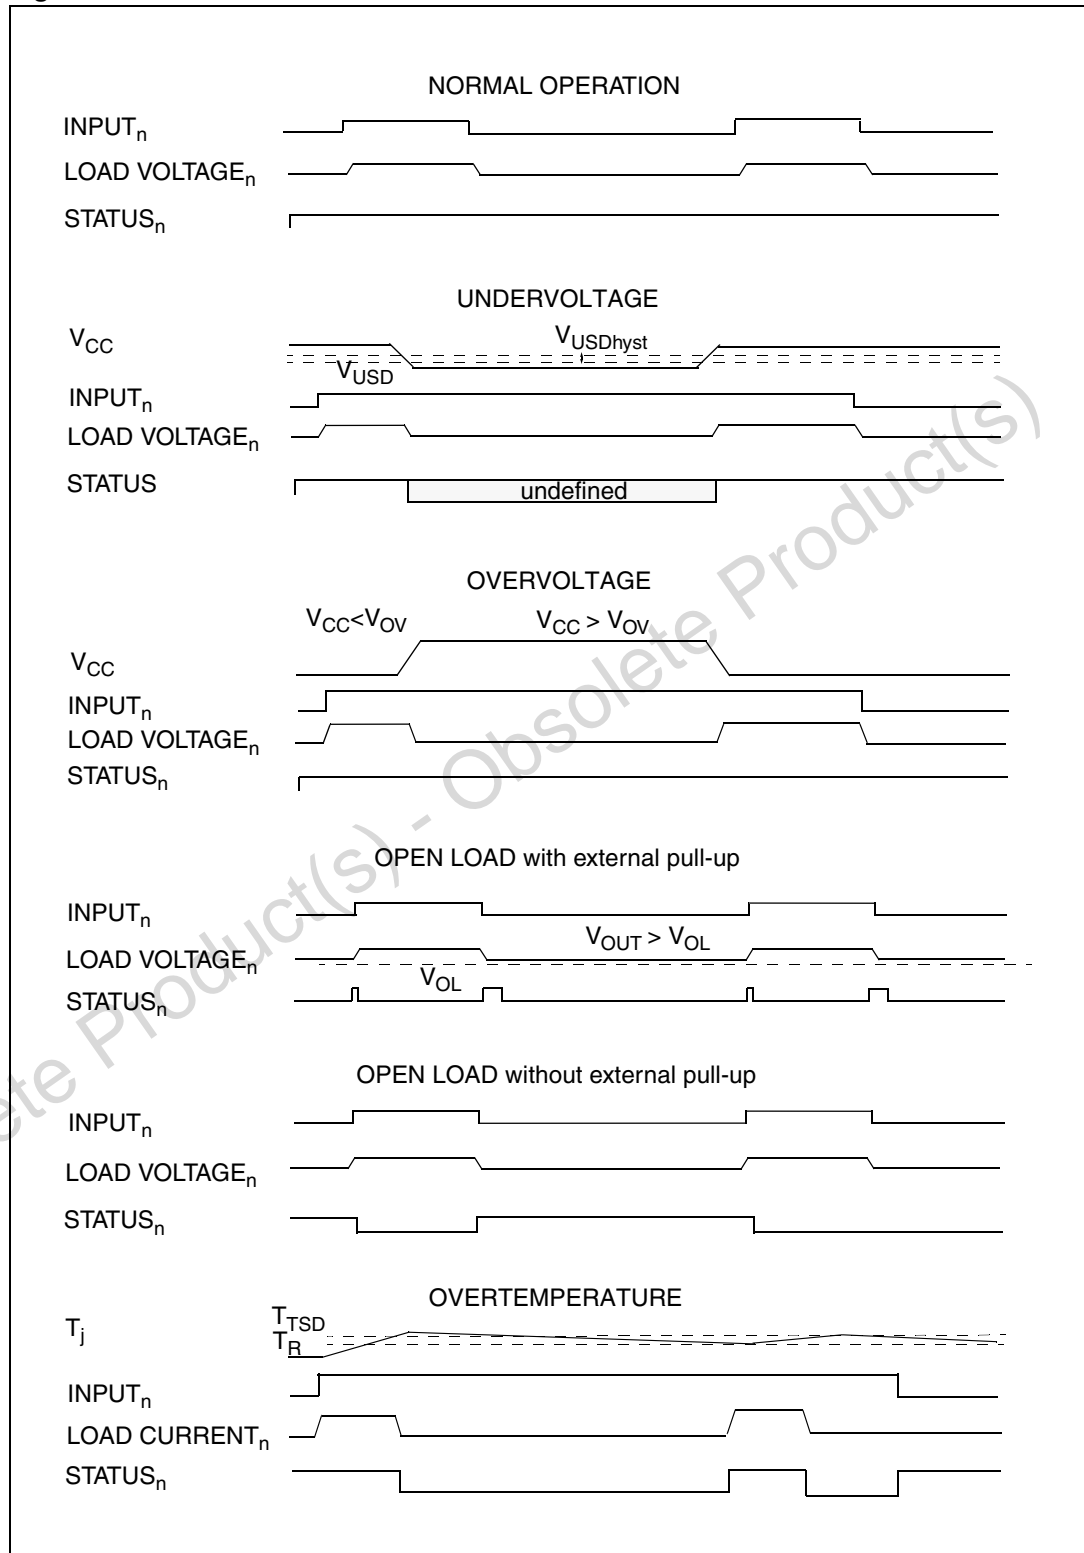 NORMAL OPERATION
INPUTn
LOAD VOLTAGEn
STATUSn
UNDERVOLTAGE
VCC
VUSDhyst
VUSD
INPUTn
LOAD VOLTAGEn
STATUS
undefined
OVERVOLTAGE
VCC<VOV
VCC > VOV
VCC
INPUTn
LOAD VOLTAGEn
STATUSn
OPEN LOAD with external pull-up
INPUTn
VOUT > VOL
LOAD VOLTAGEn
VOL
STATUSn
OPEN LOAD without external pull-up
INPUTn
LOAD VOLTAGEn
STATUSn
OVERTEMPERATURE
Tj
TTSD
TR
INPUTn
LOAD CURRENTn
STATUSn
ete Product(s) - Obsolete Product(s)